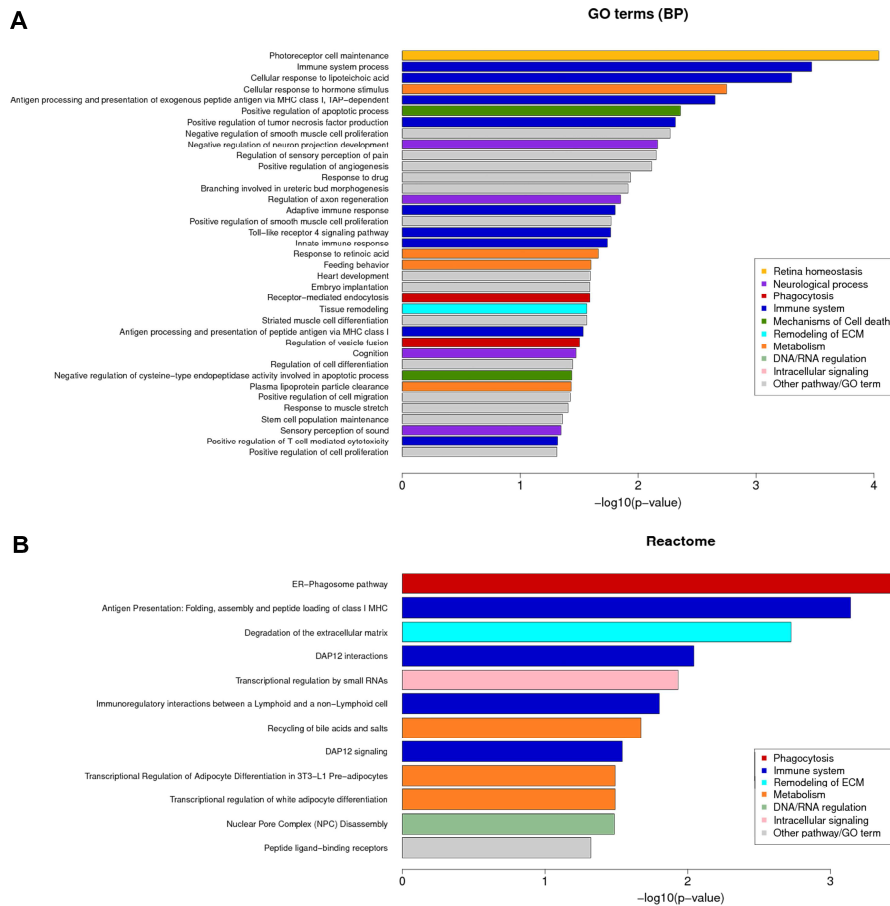 A
GO terms (BP)
Photoreceptor cell maintenance
Immune system process
Cellular response to lipoteichoic acid
Cellular response to hormone stimulus
Antigen processing and presentation of exogenous peptide antigen via MHC class I, TAP−dependent
Positive regulation of apoptotic process
Positive regulation of tumor necrosis factor production
Negative regulation of smooth muscle cell proliferation
Negative regulation of neuron projection development
Regulation of sensory perception of pain
Positive regulation of angiogenesis
Response to drug
Branching involved in ureteric bud morphogenesis
Regulation of axon regeneration
Adaptive immune response
Positive regulation of smooth muscle cell proliferation
Toll−like receptor 4 signaling pathway
Innate immune response
Response to retinoic acid
Feeding behavior
Heart development
Embryo implantation
Receptor−mediated endocytosis
Tissue remodeling
Striated muscle cell differentiation
Antigen processing and presentation of peptide antigen via MHC class I
Regulation of vesicle fusion
Cognition
Regulation of cell differentiation
Negative regulation of cysteine−type endopeptidase activity involved in apoptotic process
Plasma lipoprotein particle clearance
Positive regulation of cell migration
Response to muscle stretch
Stem cell population maintenance
Sensory perception of sound
Positive regulation of T cell mediated cytotoxicity
Positive regulation of cell proliferation
Retina homeostasis
Neurological process
Phagocytosis
Immune system
Mechanisms of Cell death
Remodeling of ECM
Metabolism
DNA/RNA regulation
Intracellular signaling
Other pathway/GO term
0 1 2 3 4
−log10(p−value)
B
Reactome
ER−Phagosome pathway
Antigen Presentation: Folding, assembly and peptide loading of class I MHC
Degradation of the extracellular matrix
DAP12 interactions
Transcriptional regulation by small RNAs
Immunoregulatory interactions between a Lymphoid and a non−Lymphoid cell
Recycling of bile acids and salts
DAP12 signaling
Transcriptional Regulation of Adipocyte Differentiation in 3T3−L1 Pre−adipocytes
Transcriptional regulation of white adipocyte differentiation
Nuclear Pore Complex (NPC) Disassembly
Peptide ligand−binding receptors
Phagocytosis
Immune system
Remodeling of ECM
Metabolism
DNA/RNA regulation
Intracellular signaling
Other pathway/GO term
0 1 2 3
−log10(p−value)